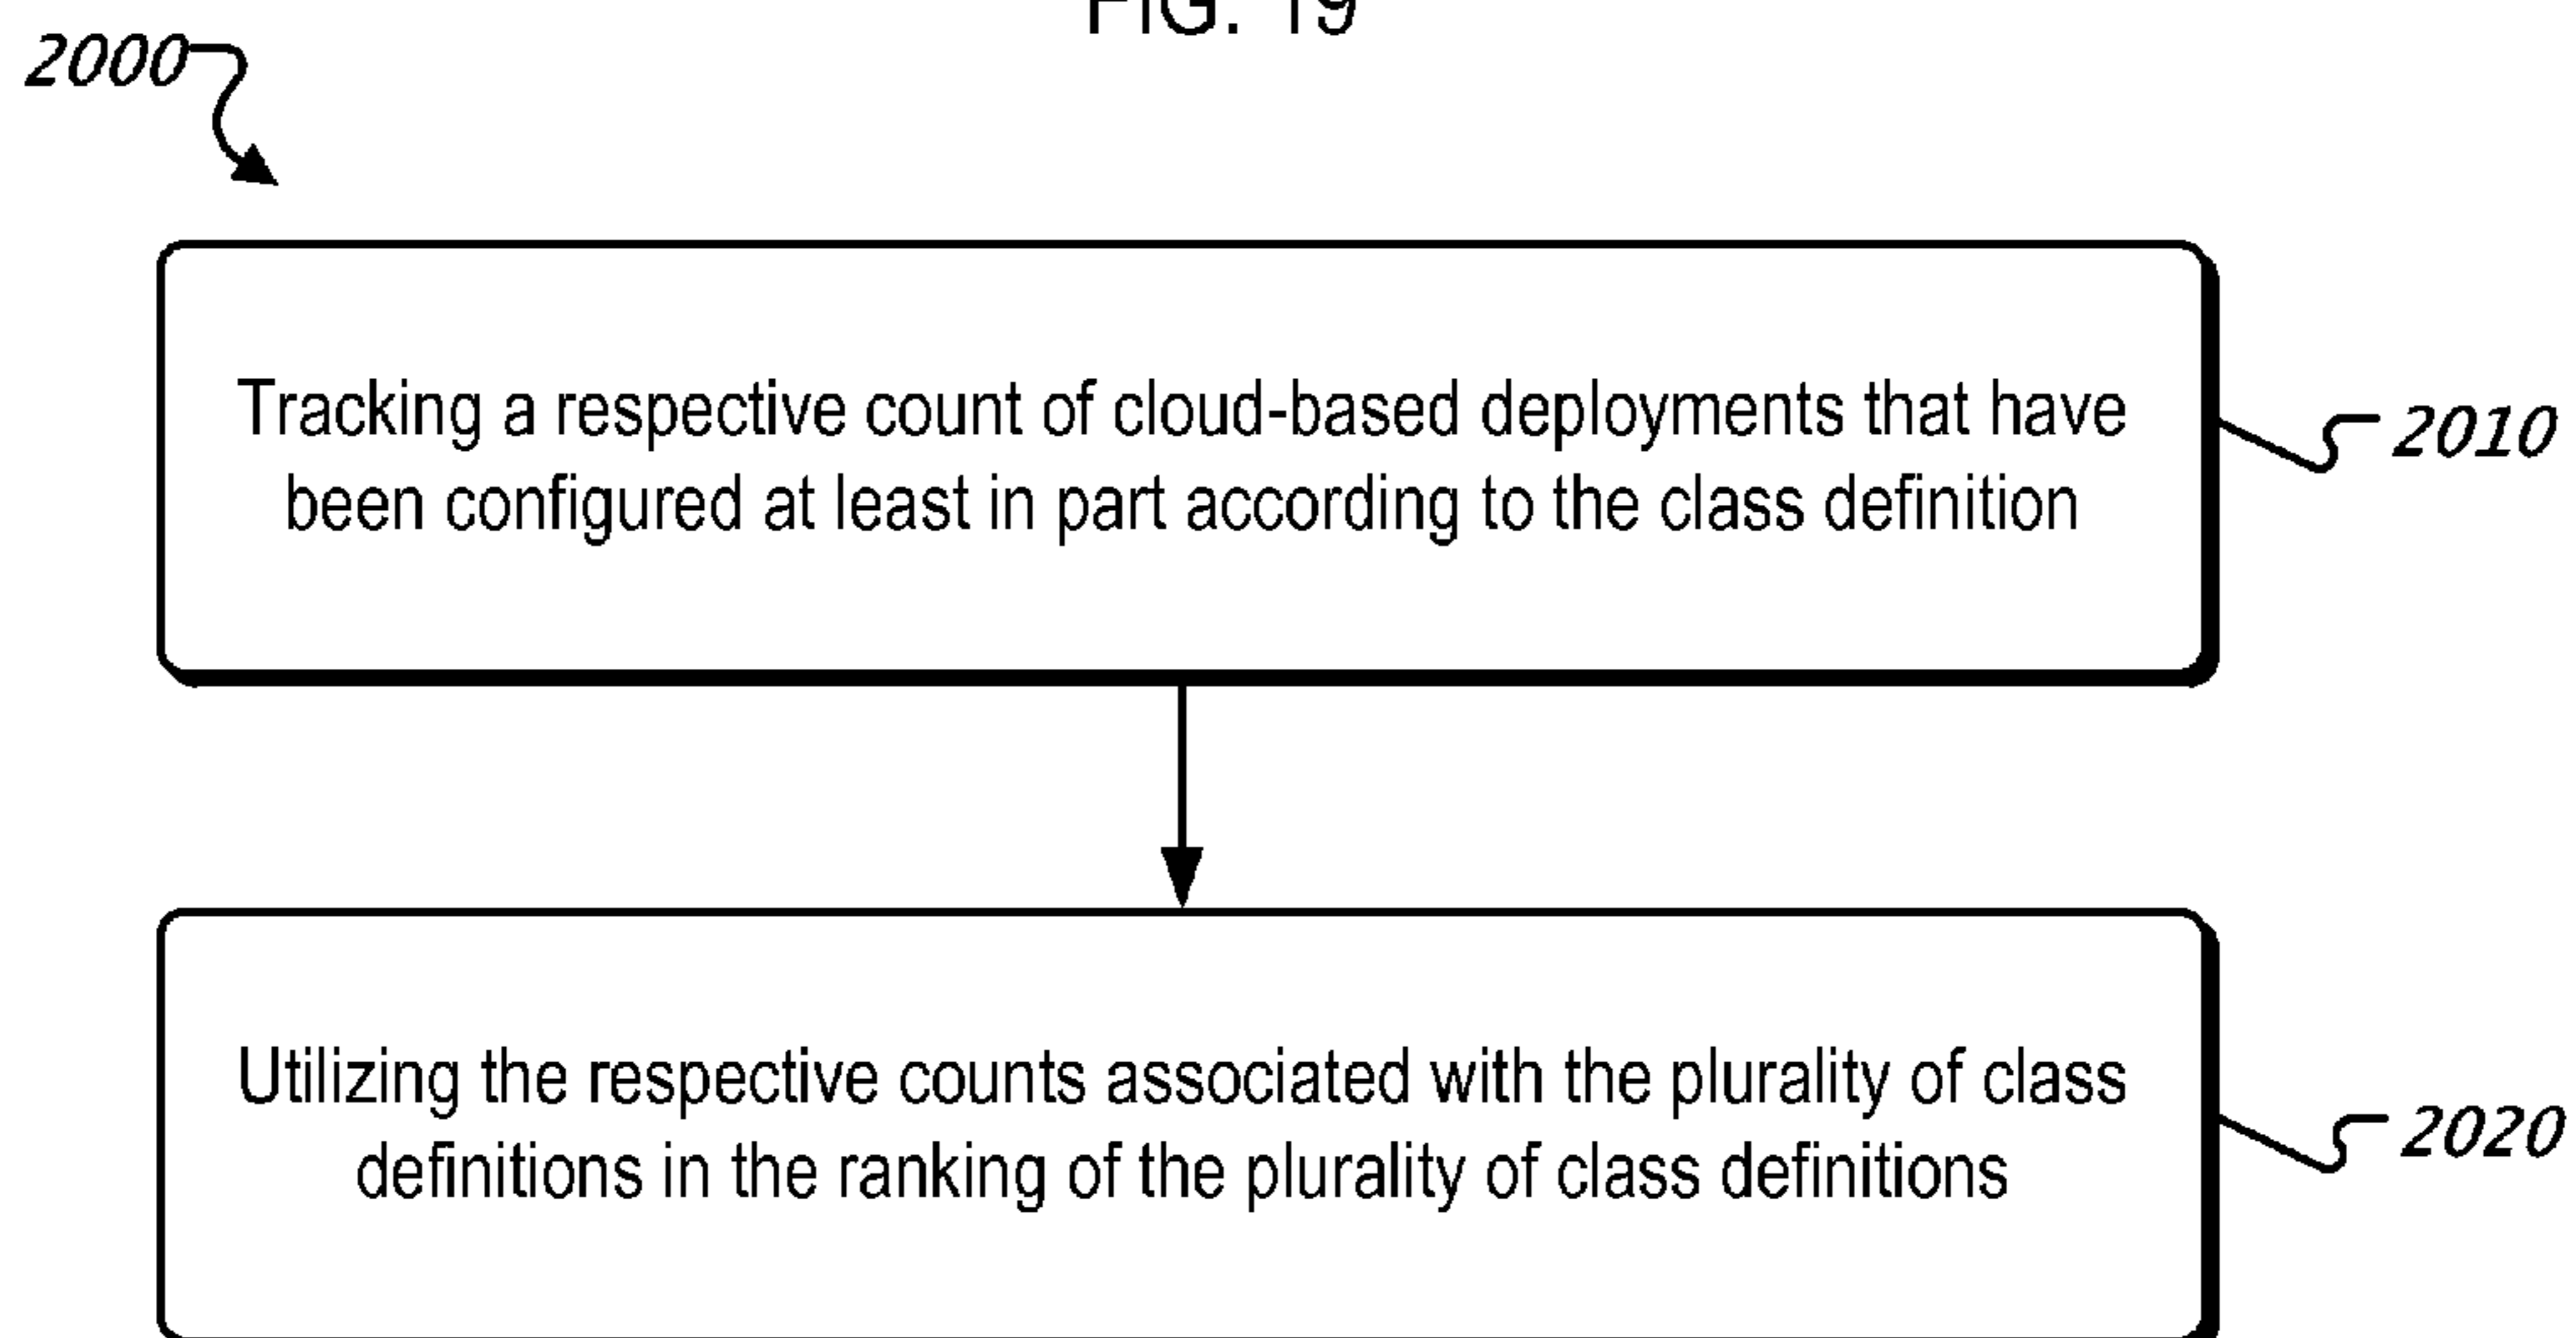 FIG. 19
2000
Tracking a respective count of cloud-based deployments that have
been configured at least in part according to the class definition
2010
Utilizing the respective counts associated with the plurality of class
definitions in the ranking of the plurality of class definitions
2020